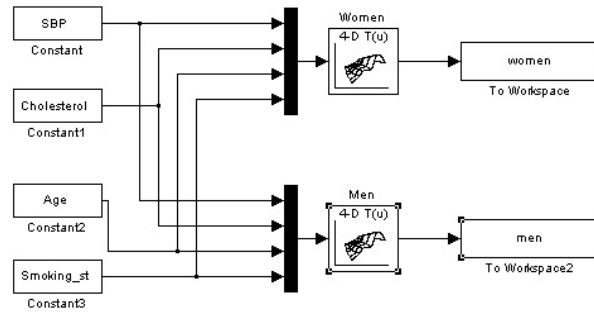 SBP
Constant
Cholesterol
Constant1
Age
Constant2
Smoking_st
Constant3
Women
4-D T(u)
women
To Workspace
Men
4-D T(u)
men
To Workspace2